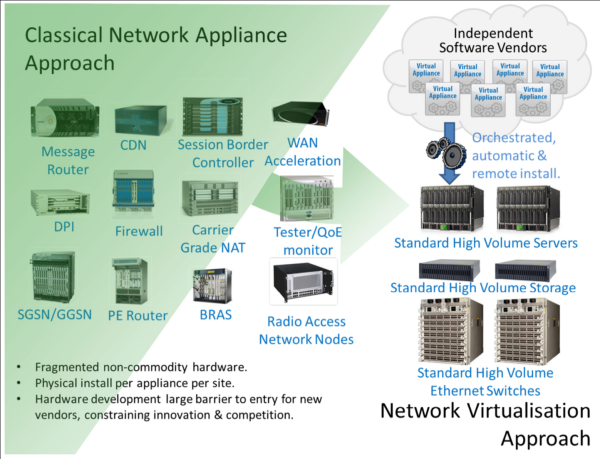 Classical Network Appliance
Approach
Message
Router
CDN
Session Border
Controller
WAN
Acceleration
DPI
Firewall
Carrier
Grade NAT
Tester/QoE
monitor
SGSN/GGSN
PE Router
BRAS
Radio Access
Network Nodes
• Fragmented non-commodity hardware.
• Physical install per appliance per site.
• Hardware development large barrier to entry for new
vendors, constraining innovation & competition.
Independent
Software Vendors
Virtual
Appliance
Virtual
Appliance
Virtual
Appliance
Virtual
Appliance
Virtual
Appliance
Virtual
Appliance
Virtual
Appliance
Orchestrated,
automatic &
remote install.
Standard High Volume Servers
Standard High Volume Storage
Standard High Volume
Ethernet Switches
Network Virtualisation
Approach